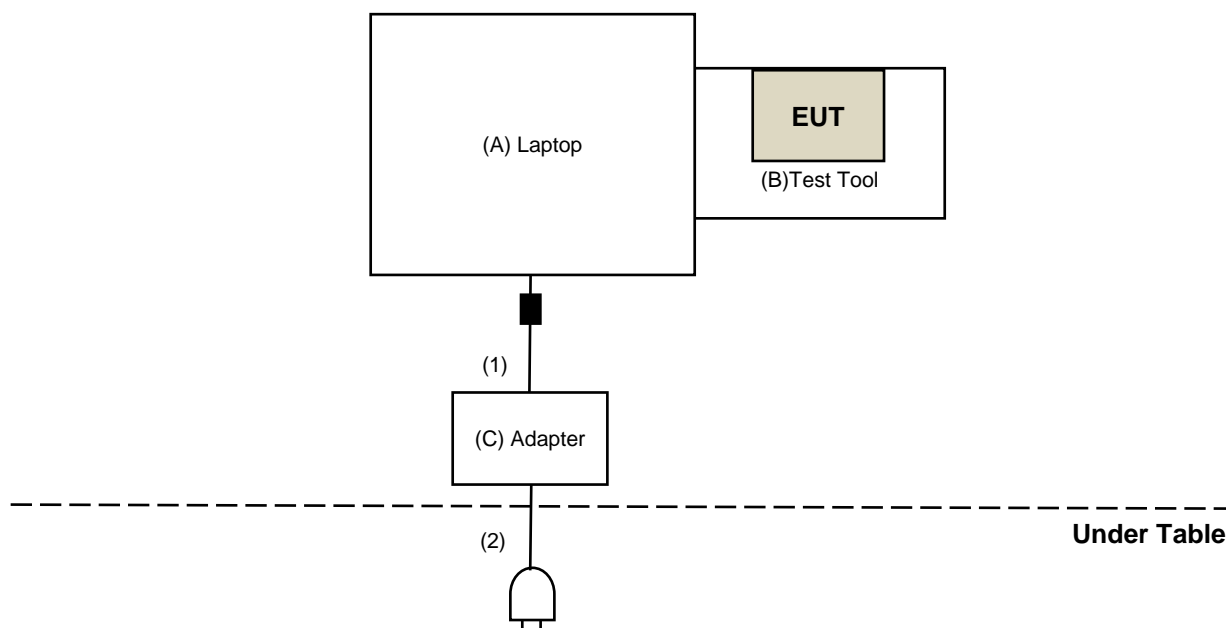 EUT
(A) Laptop
(B)Test Tool
(1)
(C) Adapter
Under Table
(2)